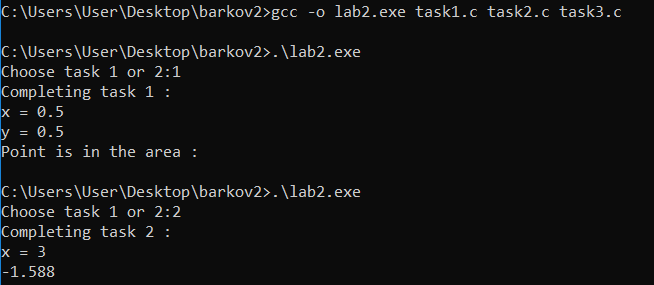 C:\Users\User\Desktop\barkov2>gcc -o lab2.exe task1.c task2.c task3.c
C:\Users\User\Desktop\barkov2>.\lab2.exe
Choose task 1 or 2:1
Completing task 1 :
x = 0.5
y = 0.5
Point is in the area :
C:\Users\User\Desktop\barkov2>.\lab2.exe
Choose task 1 or 2:2
Completing task 2 :
x = 3
-1.588